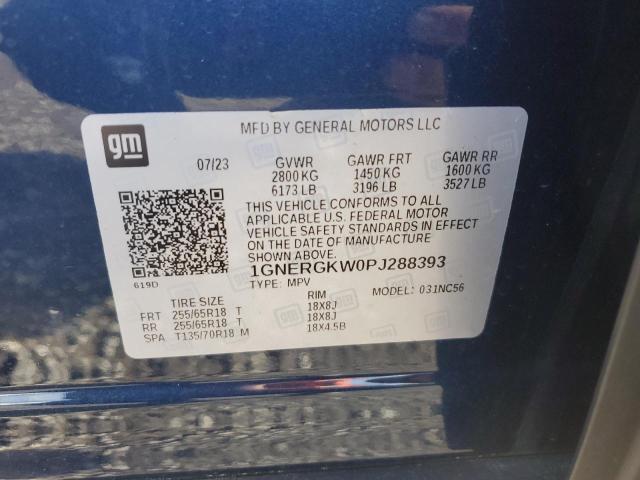 gm
MFD BY GENERAL MOTORS LLC
07/23 GVWR GAWR FRT GAWR RR
2800 KG 1450 KG 1600 KG
6173 LB 3196 LB 3527 LB
THIS VEHICLE CONFORMS TO ALL
APPLICABLE U.S. FEDERAL MOTOR
VEHICLE SAFETY STANDARDS IN EFFECT
ON THE DATE OF MANUFACTURE
SHOWN ABOVE.
1GNERGKW0PJ288393
619D
TYPE: MPV MODEL: 031NC56
TIRE SIZE RIM
FRT 255/65R18 T 18X8J
RR 255/65R18 T 18X8J
SPA T135/70R18 M 18X4.5B